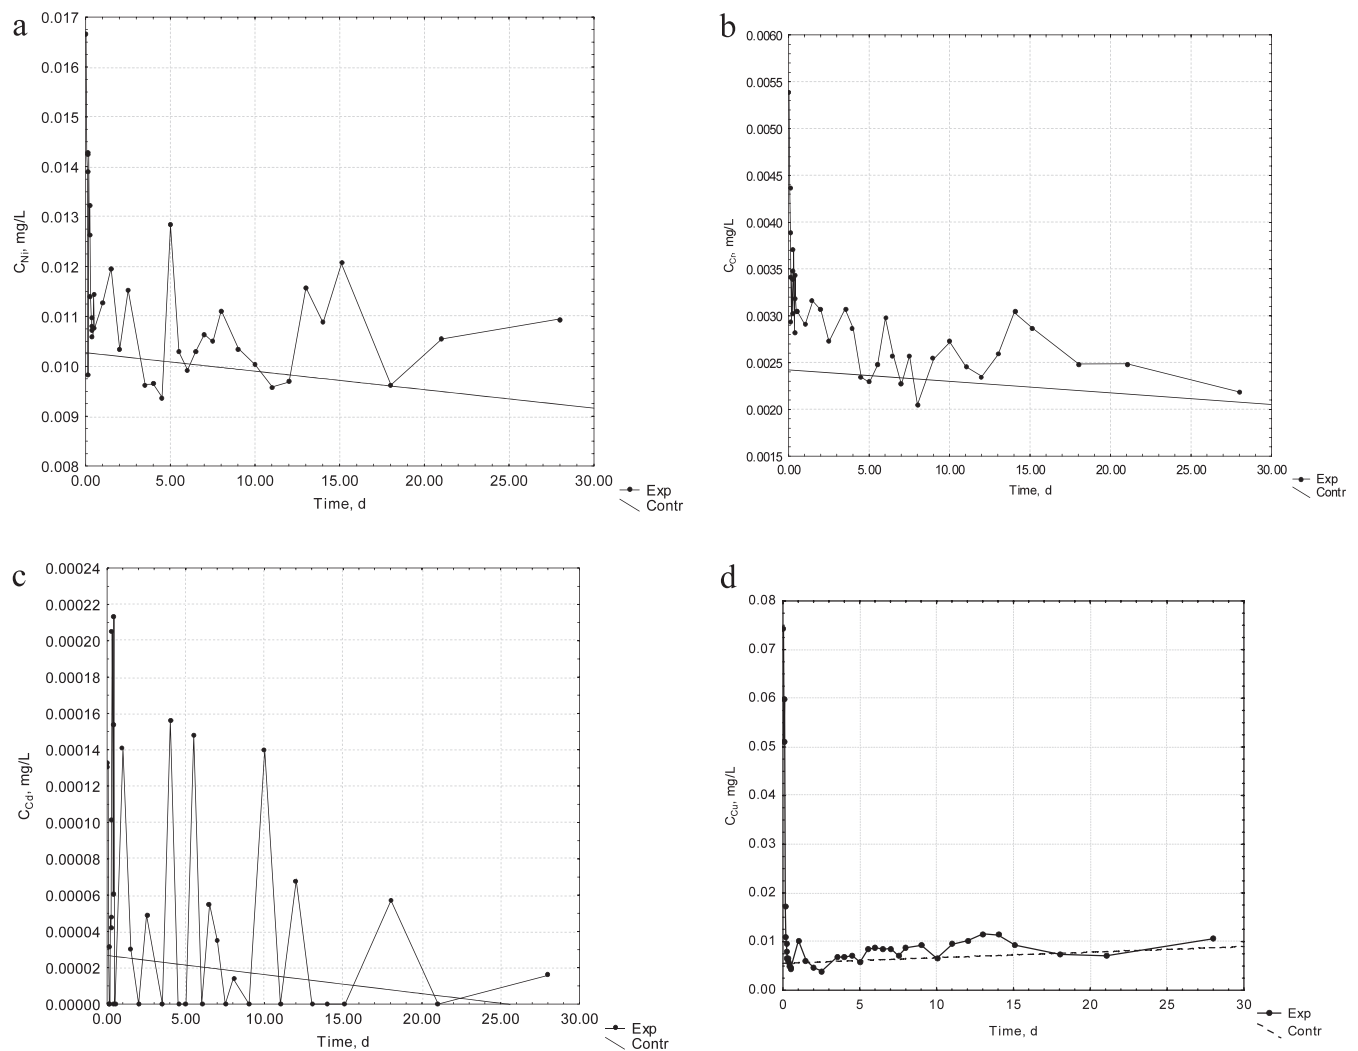 a
0.017
0.016
0.015
0.014
0.013
0.012
0.011
0.010
0.009
0.008
C_Ni, mg/L
0.00 5.00 10.00 15.00 20.00 25.00 30.00
Time, d
Exp
Contr
b
0.0060
0.0055
0.0050
0.0045
0.0040
0.0035
0.0030
0.0025
0.0020
0.0015
C_Cr, mg/L
0.00 5.00 10.00 15.00 20.00 25.00 30.00
Time, d
Exp
Contr
c
0.00024
0.00022
0.00020
0.00018
0.00016
0.00014
0.00012
0.00010
0.00008
0.00006
0.00004
0.00002
0.00000
C_Cd, mg/L
0.00 5.00 10.00 15.00 20.00 25.00 30.00
Time, d
Exp
Contr
d
0.08
0.07
0.06
0.05
0.04
0.03
0.02
0.01
0.00
C_Cu, mg/L
0 5 10 15 20 25 30
Time, d
Exp
Contr